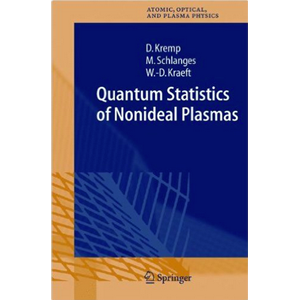 ATOMIC, OPTICAL,
AND PLASMA PHYSICS
D. Kremp
M. Schlanges
W.-D. Kraeft
Quantum Statistics
of Nonideal Plasmas
Springer